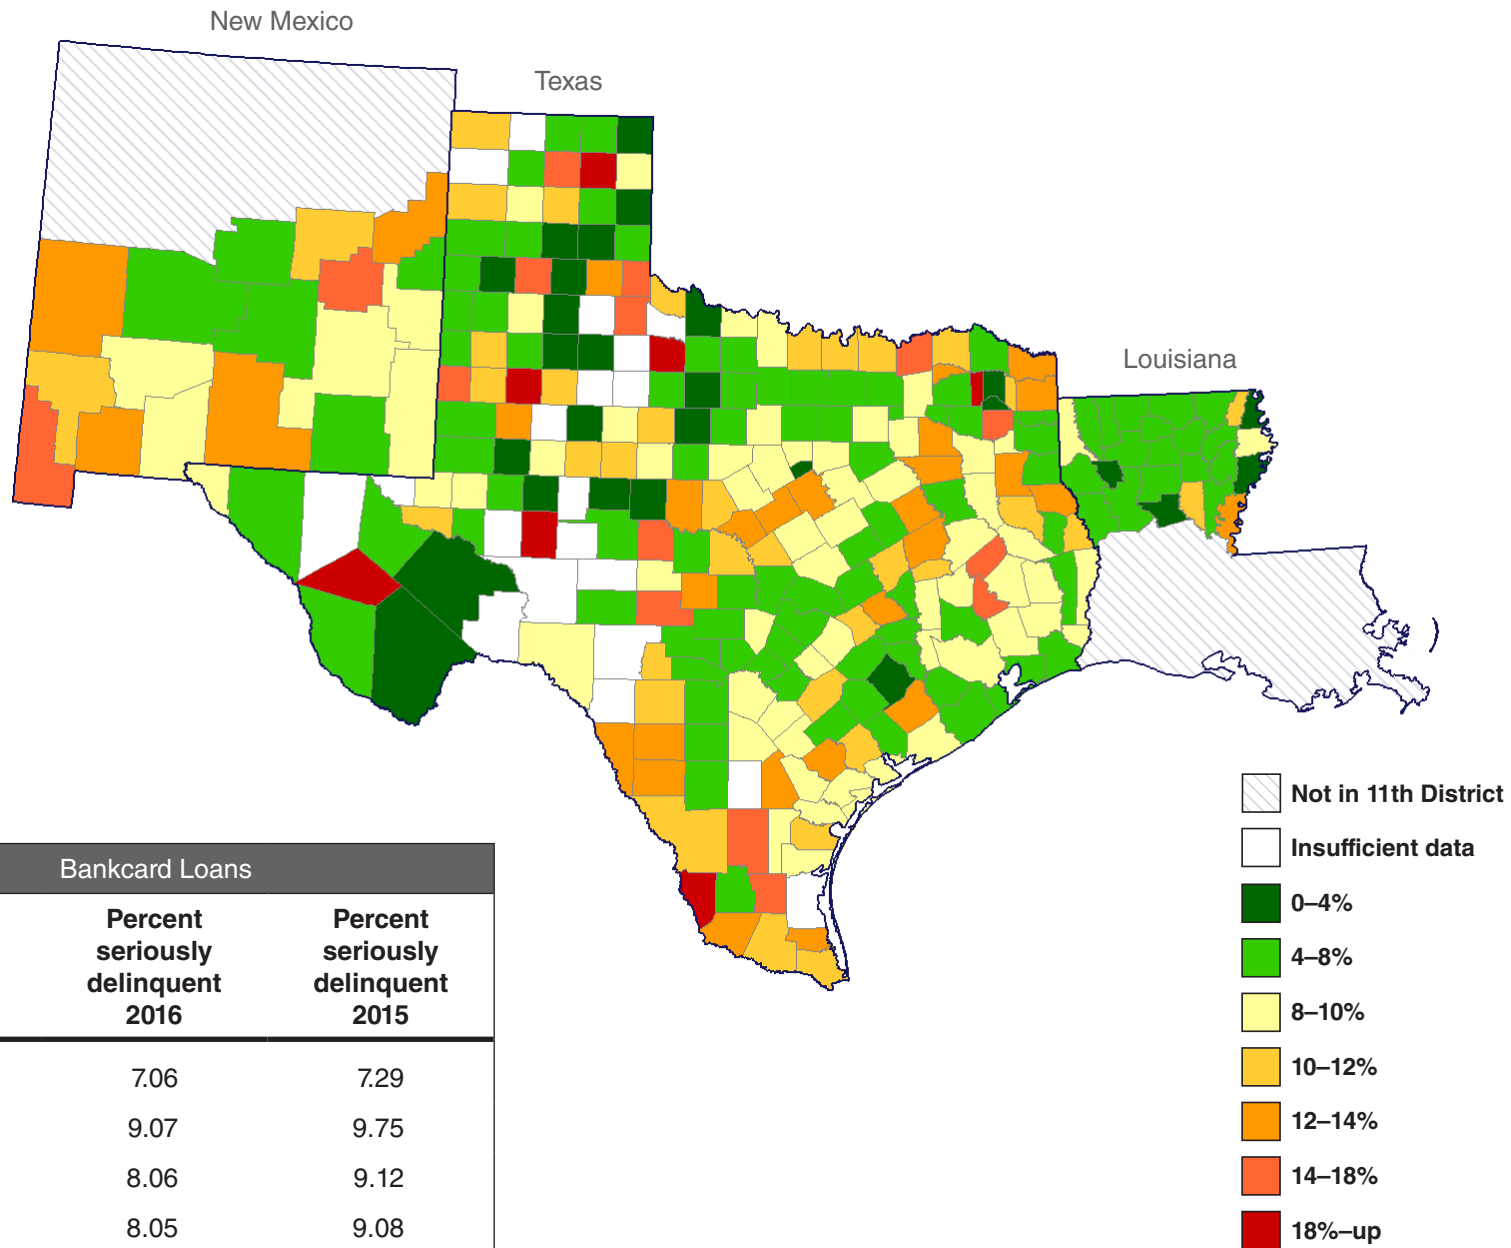 New Mexico
Texas
Louisiana
Not in 11th District
Insufficient data
0–4%
4–8%
8–10%
10–12%
12–14%
14–18%
18%–up
Bankcard Loans
Percent seriously delinquent 2016
Percent seriously delinquent 2015
7.06 7.29
9.07 9.75
8.06 9.12
8.05 9.08